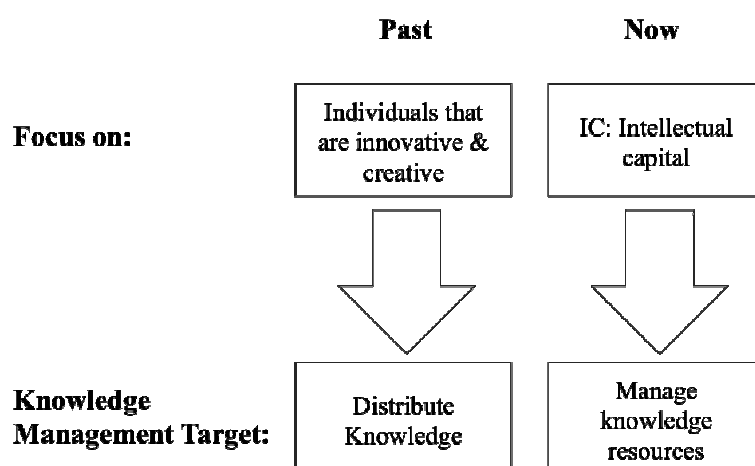 Past
Now
Focus on:
Individuals that
are innovative &
creative
IC: Intellectual
capital
Knowledge
Management Target:
Distribute
Knowledge
Manage
knowledge
resources